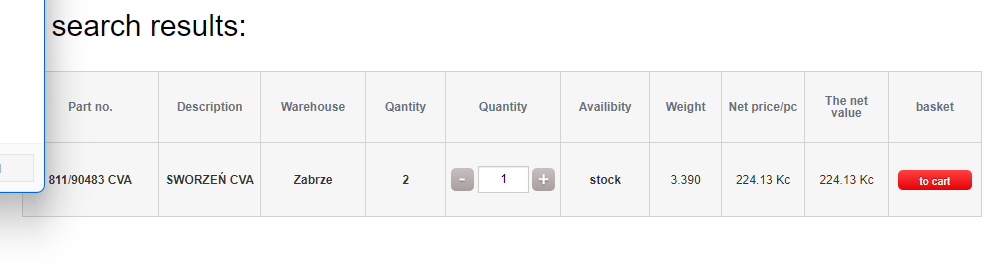 search results:
Part no. Description Warehouse Qantity Quantity Availibity Weight Net price/pc The net value basket
811/90483 CVA SWORZEŃ CVA Zabrze 2 - 1 + stock 3.390 224.13 Kc 224.13 Kc to cart